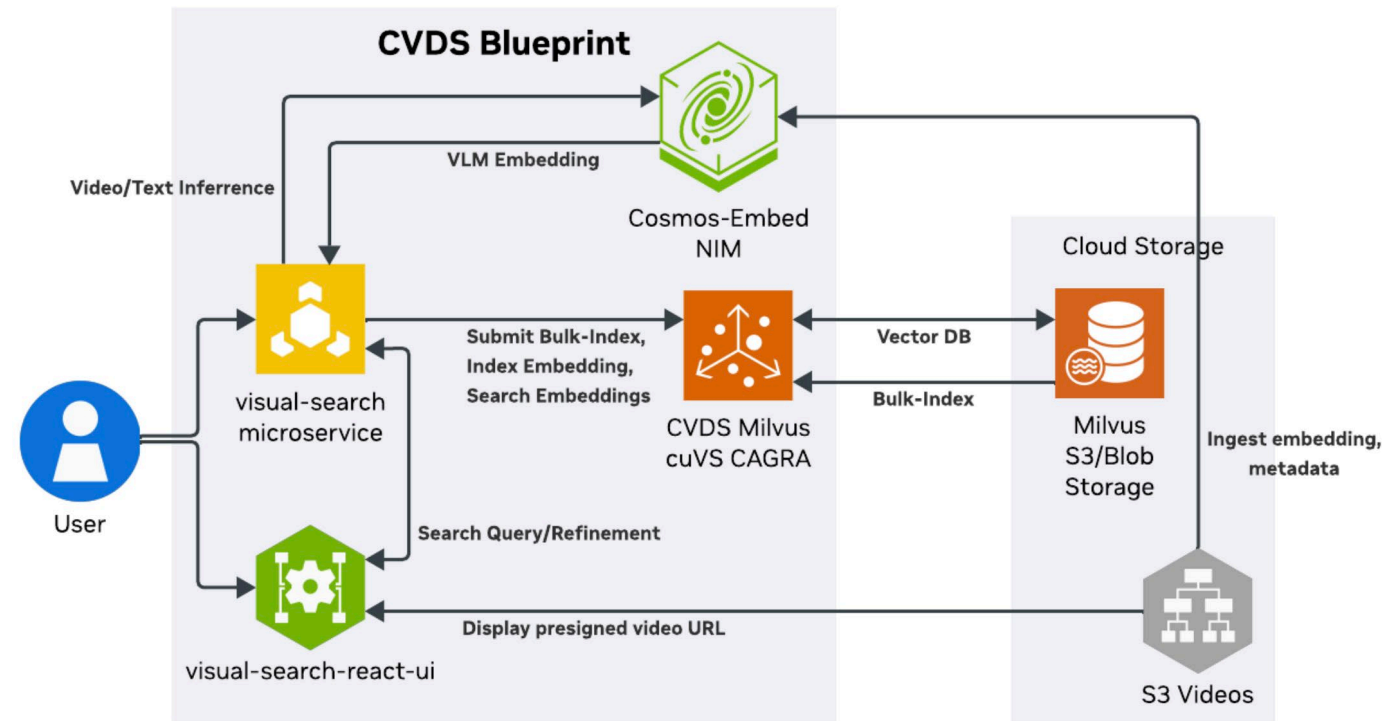 CVDS Blueprint
VLM Embedding
Video/Text Inferrence
Cosmos-Embed
NIM
Cloud Storage
Submit Bulk-Index,
Index Embedding,
Search Embeddings
Vector DB
Bulk-Index
visual-search
microservice
CVDS Milvus
cuVS CAGRA
Milvus
S3/Blob
Storage
Ingest embedding,
metadata
User
Search Query/Refinement
Display presigned video URL
visual-search-react-ui
S3 Videos